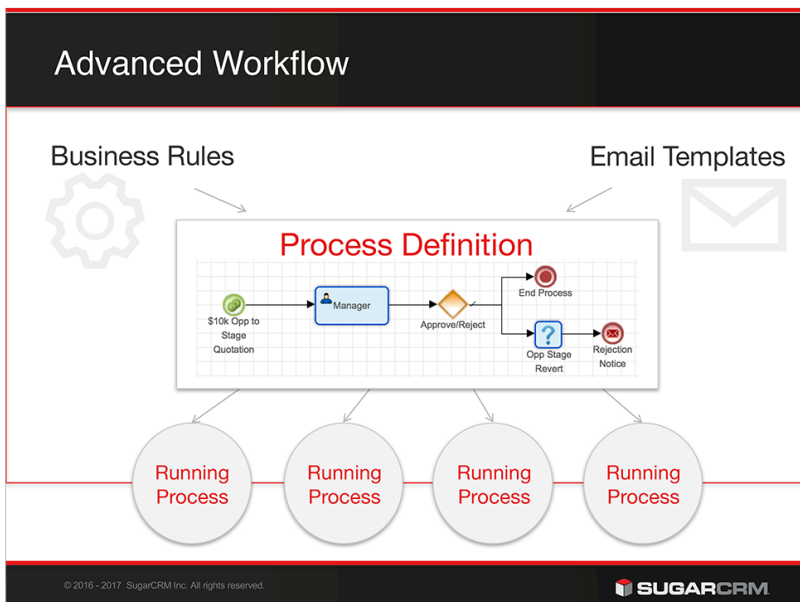 Advanced Workflow
Business Rules
Email Templates
Process Definition
$10k Opp to
Stage
Quotation
Manager
Approve/Reject
End Process
Opp Stage
Revert
Rejection
Notice
Running
Process
Running
Process
Running
Process
Running
Process
© 2016 - 2017 SugarCRM Inc. All rights reserved.
SUGARCRM